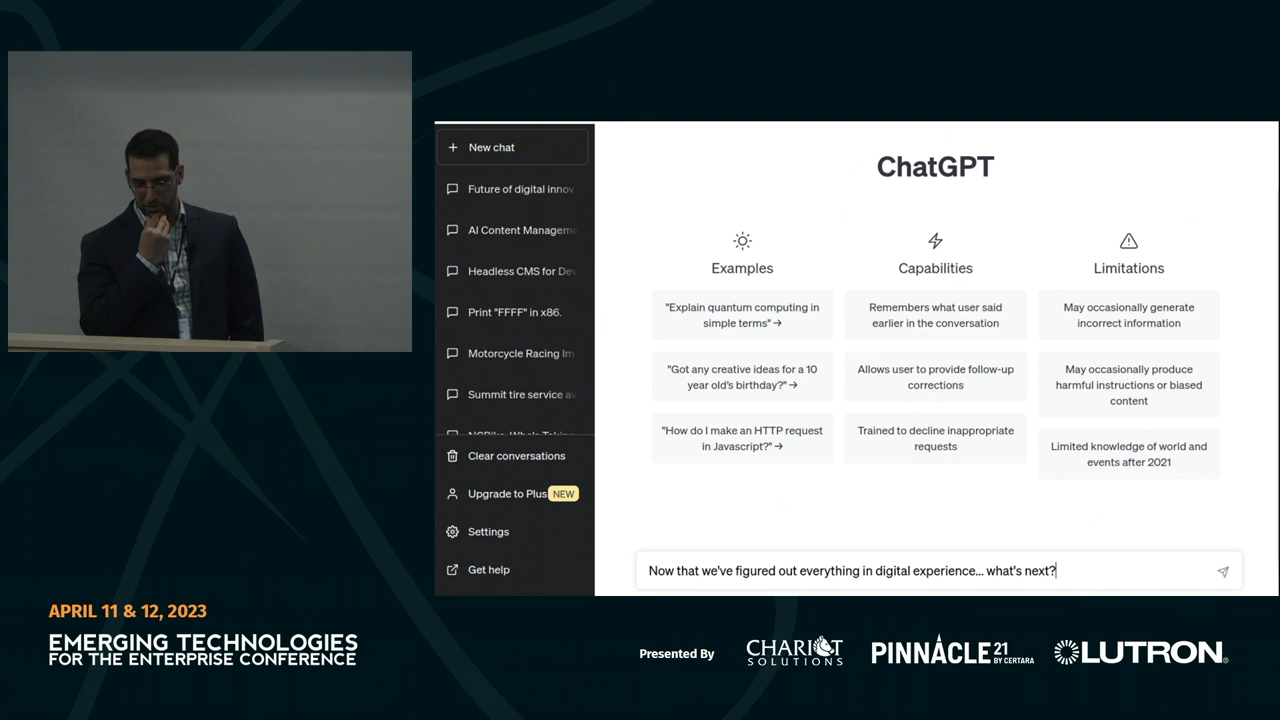 New chat
Future of digital innov
AI Content Manageme
Headless CMS for Dev
Print "FFFF" in x86.
Motorcycle Racing Im
Summit tire service av
Clear conversations
Upgrade to Plus NEW
Settings
Get help
ChatGPT
Examples
"Explain quantum computing in
simple terms" →
"Got any creative ideas for a 10
year old's birthday?" →
"How do I make an HTTP request
in Javascript?" →
Capabilities
Remembers what user said
earlier in the conversation
Allows user to provide follow-up
corrections
Trained to decline inappropriate
requests
Limitations
May occasionally generate
incorrect information
May occasionally produce
harmful instructions or biased
content
Limited knowledge of world and
events after 2021
Now that we've figured out everything in digital experience... what's next?
APRIL 11 & 12, 2023
EMERGING TECHNOLOGIES
FOR THE ENTERPRISE CONFERENCE
Presented By
CHARIOT
SOLUTIONS
PINNACLE 21
BY CERTARA
LUTRON®